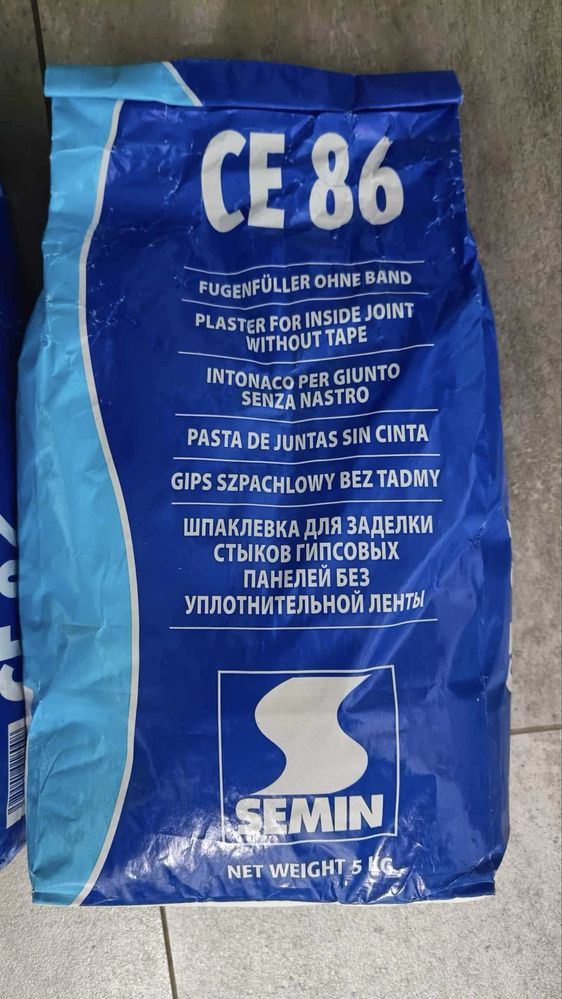 CE 86
FUGENFÜLLER OHNE BAND
PLASTER FOR INSIDE JOINT
WITHOUT TAPE
INTONACO PER GIUNTO
SENZA NASTRO
PASTA DE JUNTAS SIN CINTA
GIPS SZPACHLOWY BEZ TADMY
ШПАКЛЕВКА ДЛЯ ЗАДЕЛКИ
СТЫКОВ ГИПСОВЫХ
ПАНЕЛЕЙ БЕЗ
УПЛОТНИТЕЛЬНОЙ ЛЕНТЫ
SEMIN
NET WEIGHT 5 KG